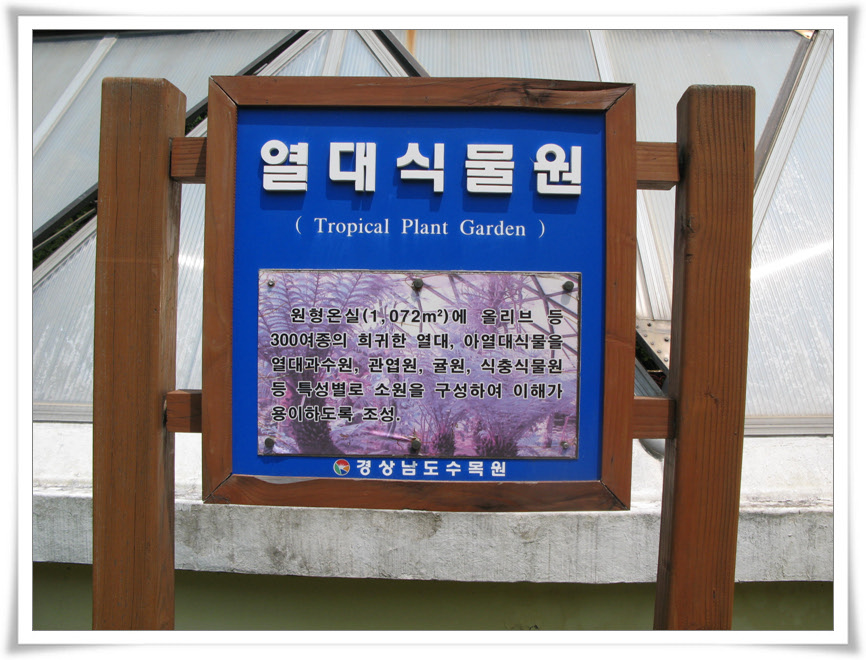 열대식물원
( Tropical Plant Garden )
원형온실(1,072m²)에 올리브 등
300여종의 희귀한 열대, 아열대식물을
열대과수원, 관엽원, 귤원, 식충식물원
등 특성별로 소원을 구성하여 이해가
용이하도록 조성.
경상남도수목원